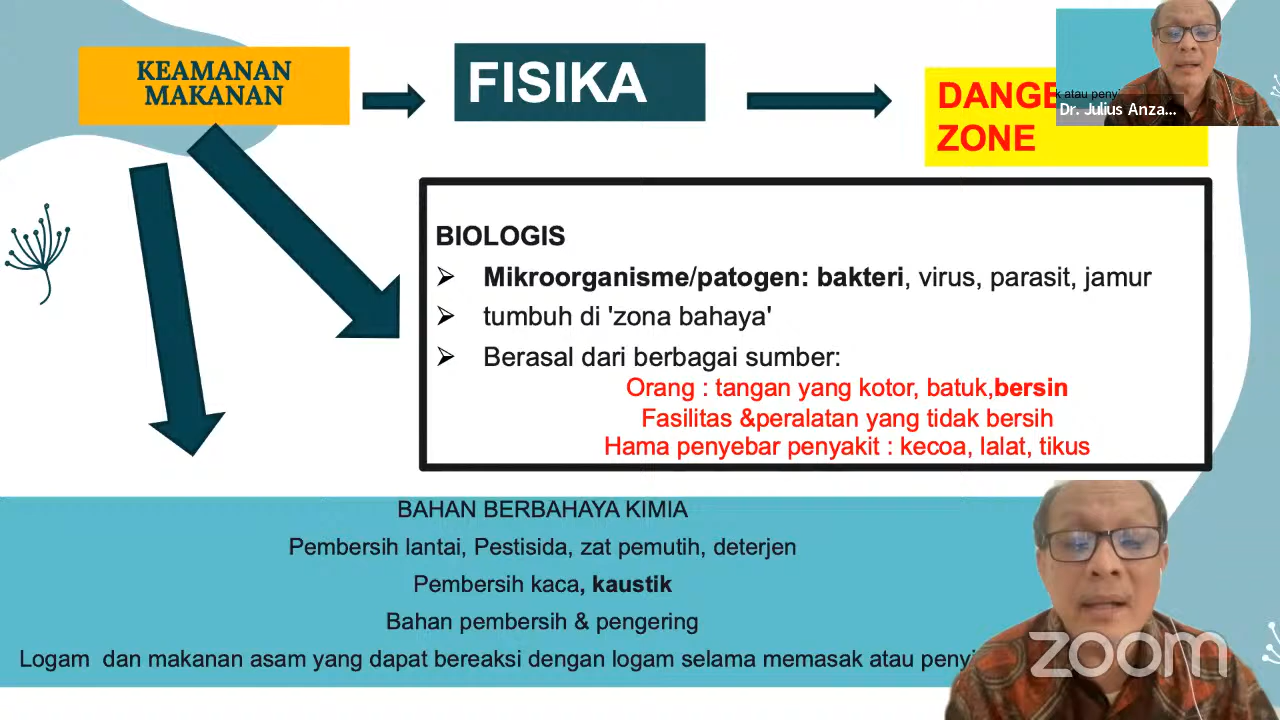 KEAMANAN
MAKANAN
FISIKA
DANGE
ZONE
k atau peny
Dr. Julius Anza...
BIOLOGIS
Mikroorganisme/patogen: bakteri, virus, parasit, jamur
tumbuh di 'zona bahaya'
Berasal dari berbagai sumber:
Orang : tangan yang kotor, batuk,bersin
Fasilitas &peralatan yang tidak bersih
Hama penyebar penyakit : kecoa, lalat, tikus
BAHAN BERBAHAYA KIMIA
Pembersih lantai, Pestisida, zat pemutih, deterjen
Pembersih kaca, kaustik
Bahan pembersih & pengering
Logam dan makanan asam yang dapat bereaksi dengan logam selama memasak atau penyi
zoom